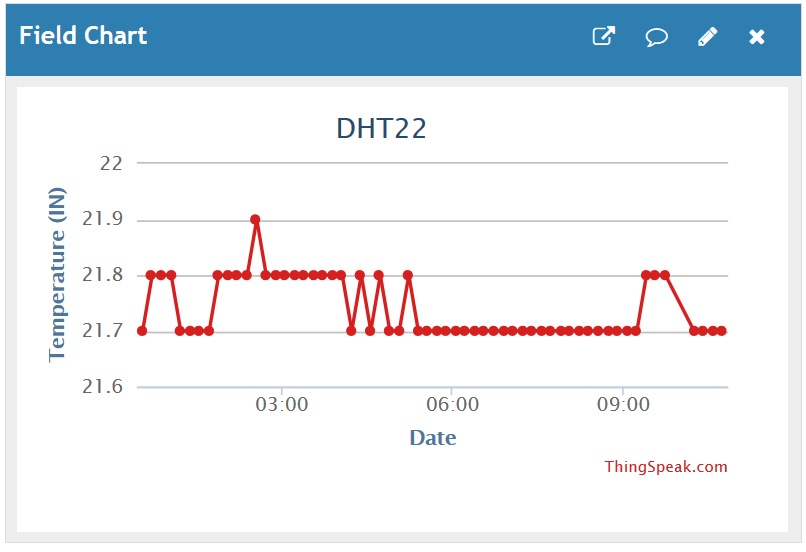 Field Chart
DHT22
Temperature (IN)
22
21.9
21.8
21.7
21.6
03:00
06:00
09:00
Date
ThingSpeak.com